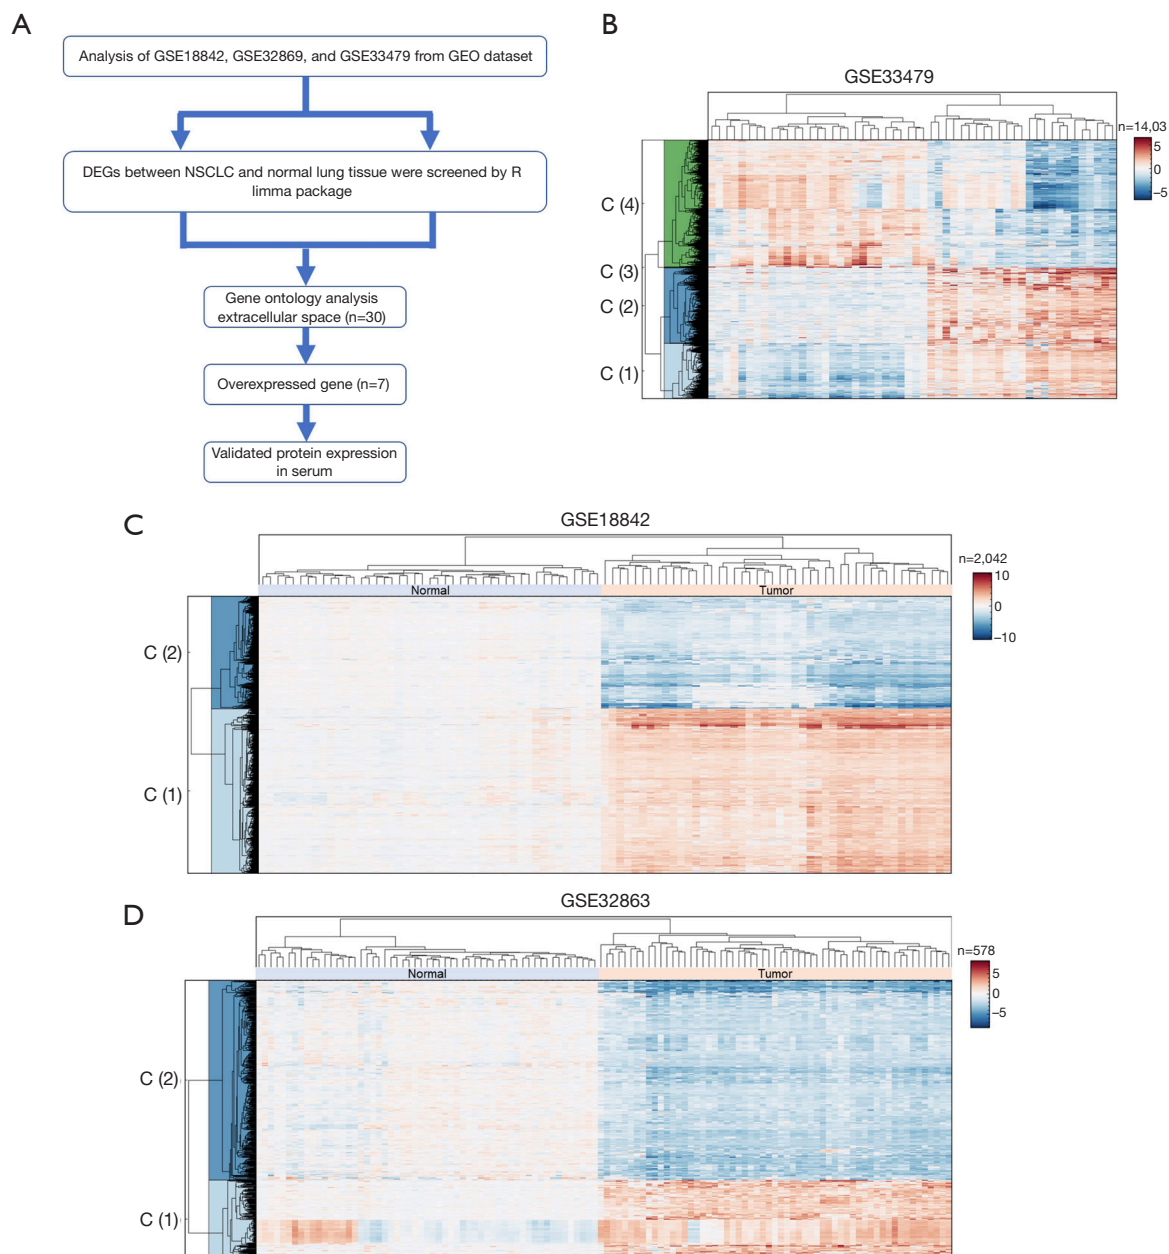 A
Analysis of GSE18842, GSE32869, and GSE33479 from GEO dataset
DEGs between NSCLC and normal lung tissue were screened by R
limma package
Gene ontology analysis
extracellular space (n=30)
Overexpressed gene (n=7)
Validated protein expression
in serum
B
GSE33479
n=14,03
5
0
−5
C (4)
C (3)
C (2)
C (1)
C
GSE18842
Normal
Tumor
n=2,042
10
0
−10
C (2)
C (1)
D
GSE32863
Normal
Tumor
n=578
5
0
−5
C (2)
C (1)